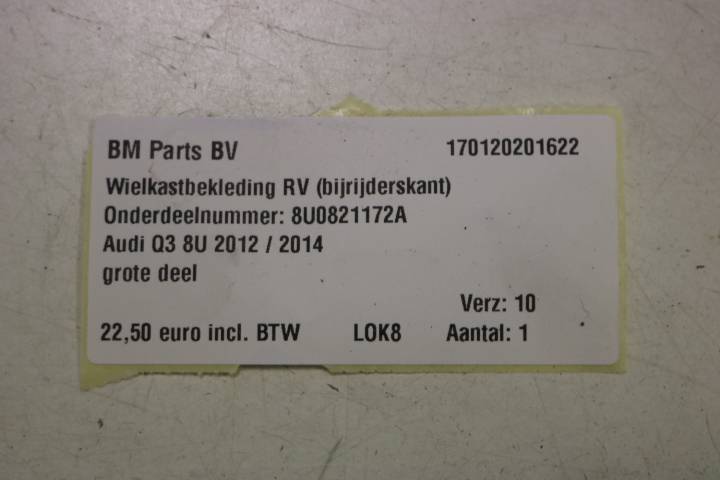 BM Parts BV 170120201622
Wielkastbekleding RV (bijrijderskant)
Onderdeelnummer: 8U0821172A
Audi Q3 8U 2012 / 2014
grote deel
Verz: 10
22,50 euro incl. BTW LOK8 Aantal: 1